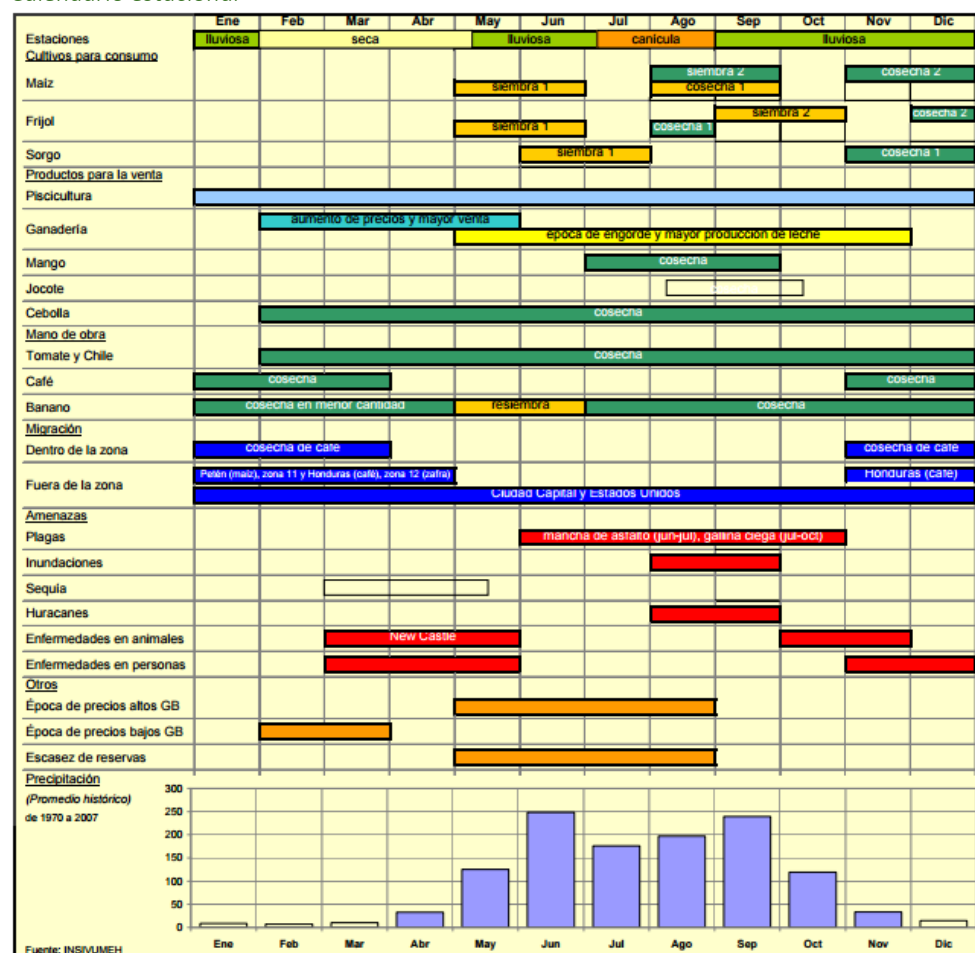 Calendario estacional
Ene Feb Mar Abr May Jun Jul Ago Sep Oct Nov Dic
Estaciones lluviosa seca lluviosa canicula lluviosa
Cultivos para consumo
siembra 2 cosecha 2
Maíz siembra 1 cosecha 1
siembra 2 cosecha 2
Frijol siembra 1 cosecha 1
Sorgo siembra 1 cosecha 1
Productos para la venta
Piscicultura
aumento de precios y mayor venta
Ganadería
época de engorde y mayor producción de leche
Mango cosecha
Jocote
Cebolla cosecha
Mano de obra
Tomate y Chile cosecha
Café cosecha cosecha
Banano cosecha en menor cantidad resiembra cosecha
Migración
Dentro de la zona cosecha de café cosecha de café
Petén (maíz), zona 11 y Honduras (café), zona 12 (zafra) Honduras (café)
Fuera de la zona
Ciudad Capital y Estados Unidos
Amenazas
Plagas mancha de asfalto (jun-jul), gallina ciega (jul-oct)
Inundaciones
Sequía
Huracanes
Enfermedades en animales New Castle
Enfermedades en personas
Otros
Época de precios altos GB
Época de precios bajos GB
Escasez de reservas
Precipitación
(Promedio histórico)
de 1970 a 2007
300
250
200
150
100
50
0
Ene Feb Mar Abr May Jun Jul Ago Sep Oct Nov Dic
Fuente: INSIVUMEH